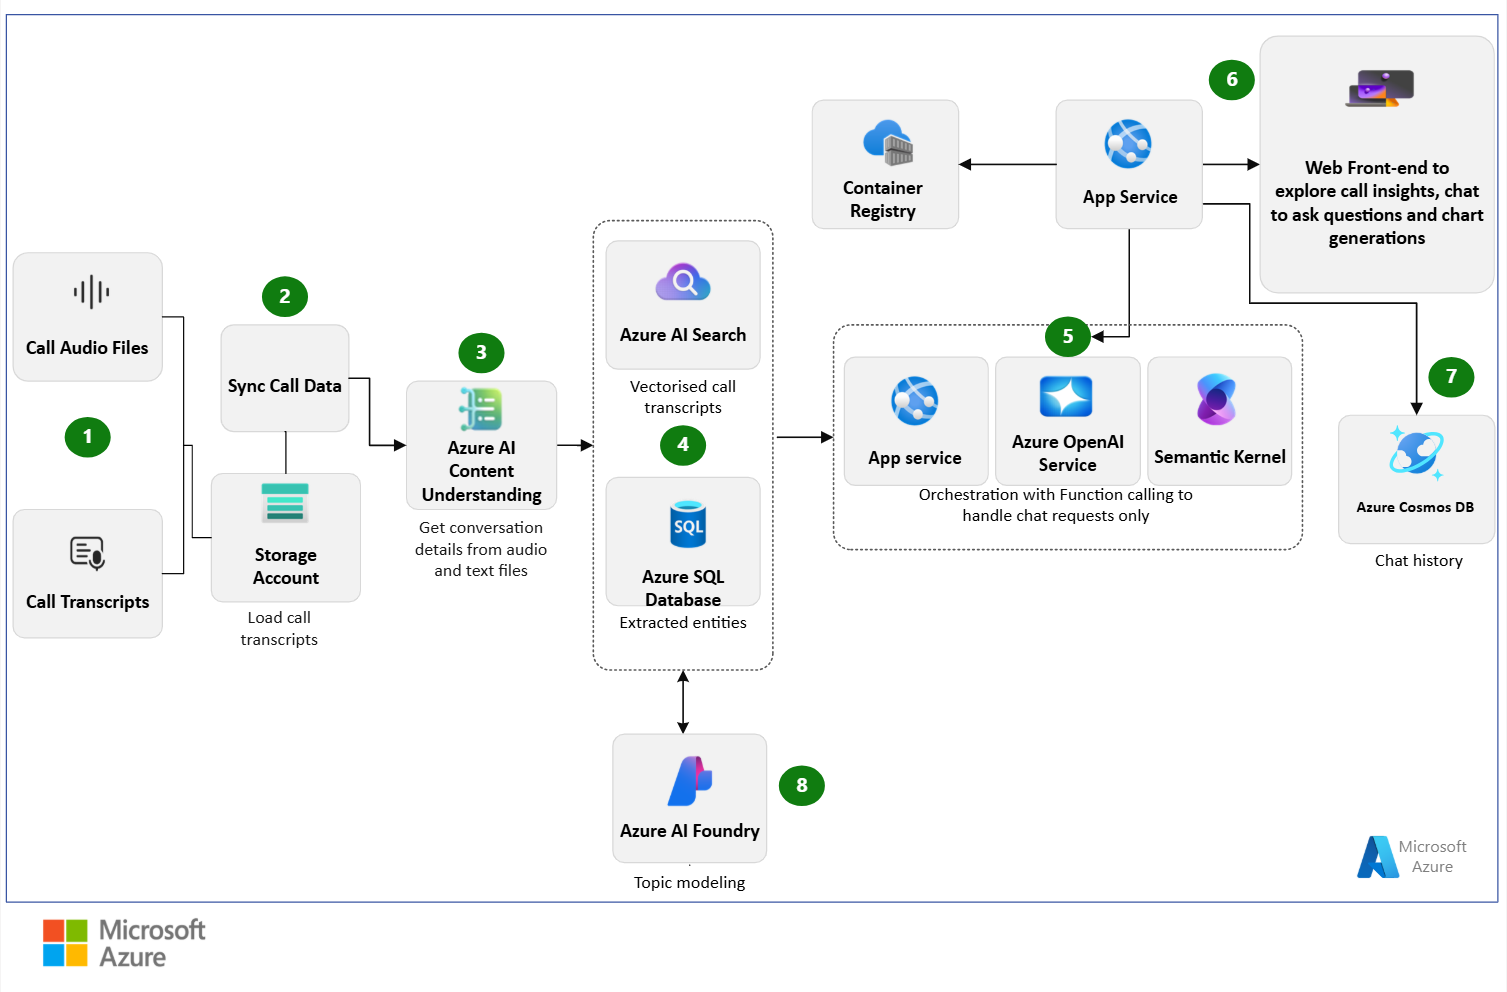 6
Web Front-end to
explore call insights, chat
to ask questions and chart
generations
Container
Registry
App Service
Call Audio Files
1
Call Transcripts
2
Sync Call Data
Storage
Account
Load call
transcripts
3
Azure AI
Content
Understanding
Get conversation
details from audio
and text files
Azure AI Search
Vectorised call
transcripts
4
SQL
Azure SQL
Database
Extracted entities
5
App service
Azure OpenAI
Service
Semantic Kernel
Orchestration with Function calling to
handle chat requests only
7
Azure Cosmos DB
Chat history
8
Azure AI Foundry
Topic modeling
Microsoft
Azure
Microsoft
Azure